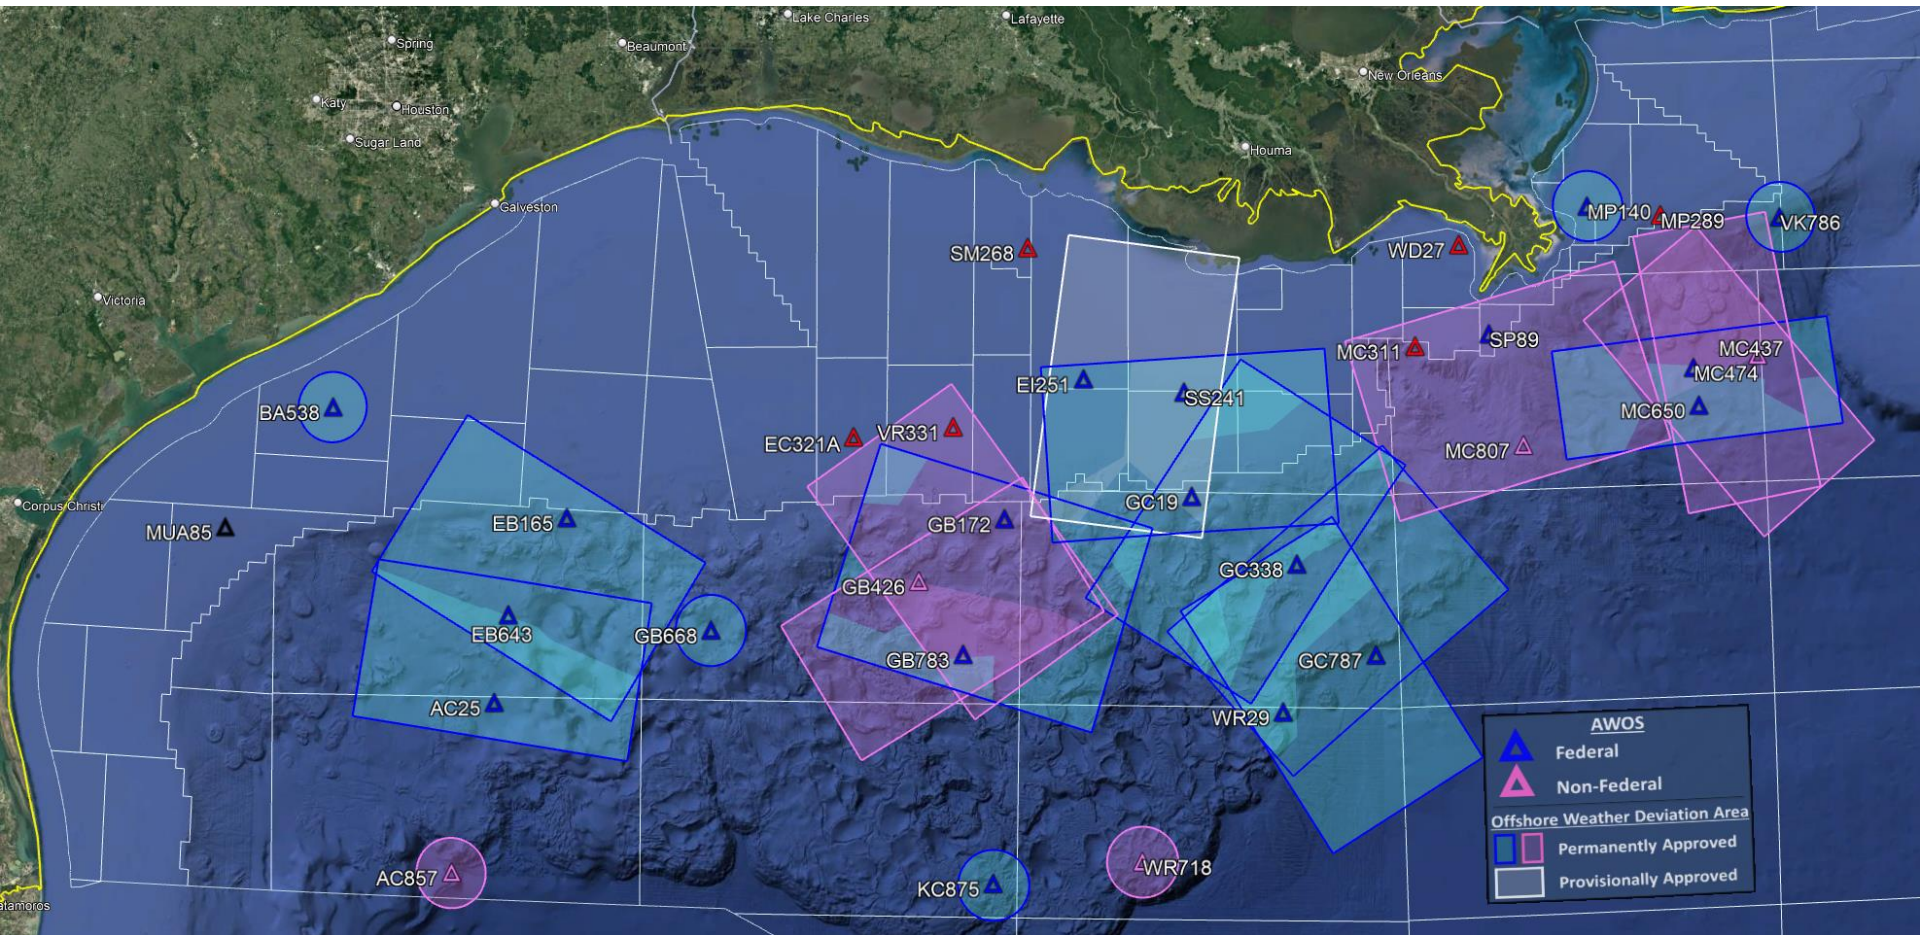 Lake Charles
Lafayette
Spring
Beaumont
New Orleans
Katy
Houston
Sugar Land
Houma
Galveston
MP140
MP289
VK786
SM268
WD27
Victoria
SP89
MC311
MC437
MC474
EI251
SS241
BA538
MC650
VR331
EC321A
MC807
Corpus Christi
GC19
MUA85
EB165
GB172
GC338
GB426
EB643
GB668
GB783
GC787
AC25
WR29
AWOS
Federal
Non-Federal
Offshore Weather Deviation Area
Permanently Approved
Provisionally Approved
AC857
KC875
WR718
atamoros